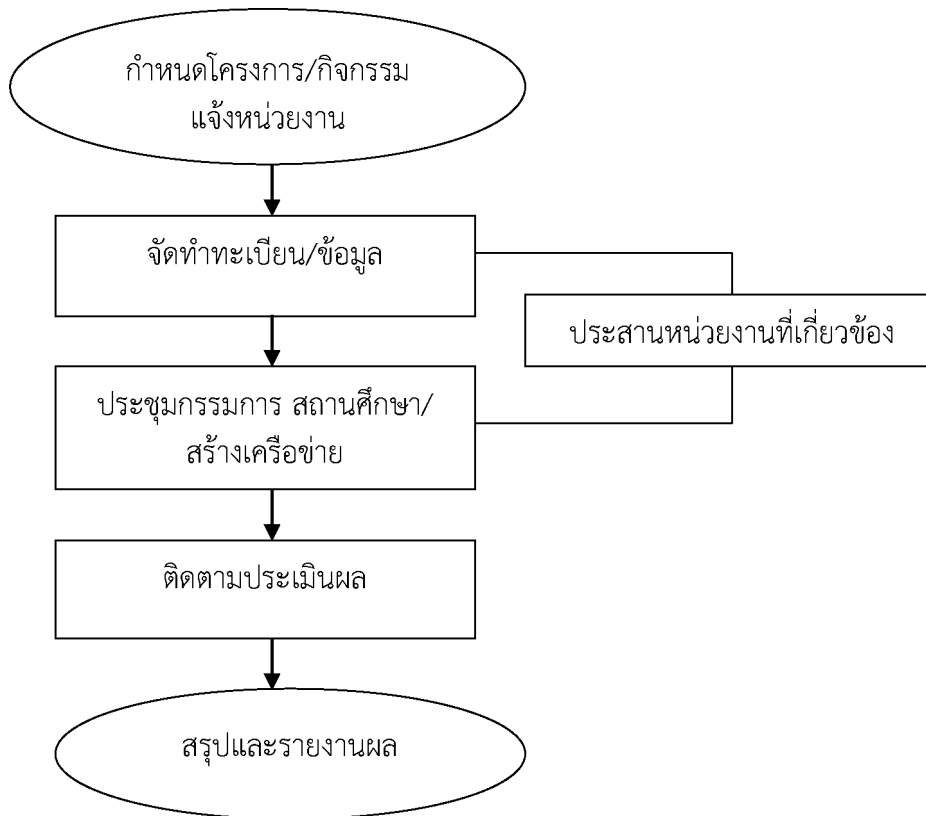 กำหนดโครงการ/กิจกรรม
แจ้งหน่วยงาน
จัดทำทะเบียน/ข้อมูล
ประสานหน่วยงานที่เกี่ยวข้อง
ประชุมกรรมการ สถานศึกษา/
สร้างเครือข่าย
ติดตามประเมินผล
สรุปและรายงานผล